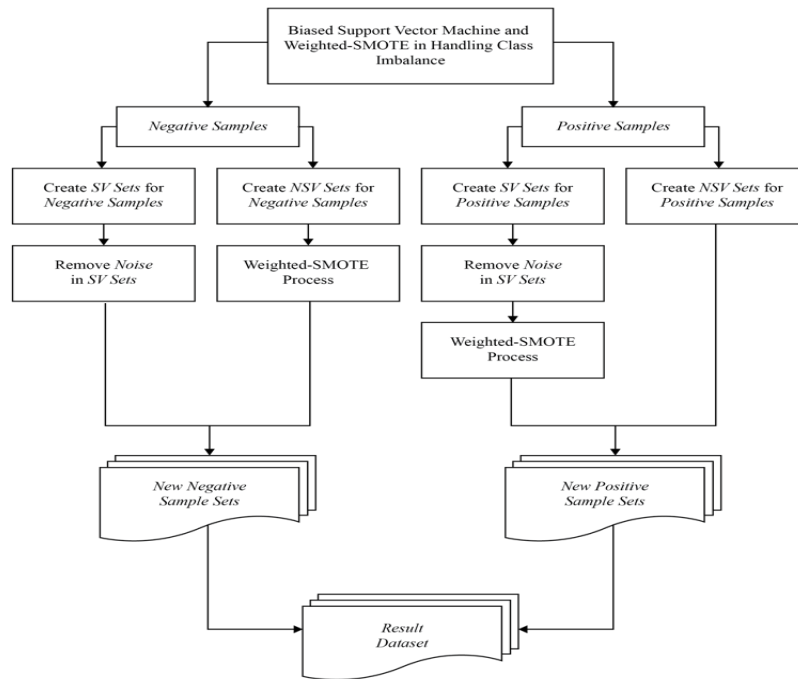 Biased Support Vector Machine and
Weighted-SMOTE in Handling Class
Imbalance
Negative Samples
Positive Samples
Create SV Sets for
Negative Samples
Create NSV Sets for
Negative Samples
Create SV Sets for
Positive Samples
Create NSV Sets for
Positive Samples
Remove Noise
in SV Sets
Weighted-SMOTE
Process
Remove Noise
in SV Sets
Weighted-SMOTE
Process
New Negative
Sample Sets
New Positive
Sample Sets
Result
Dataset